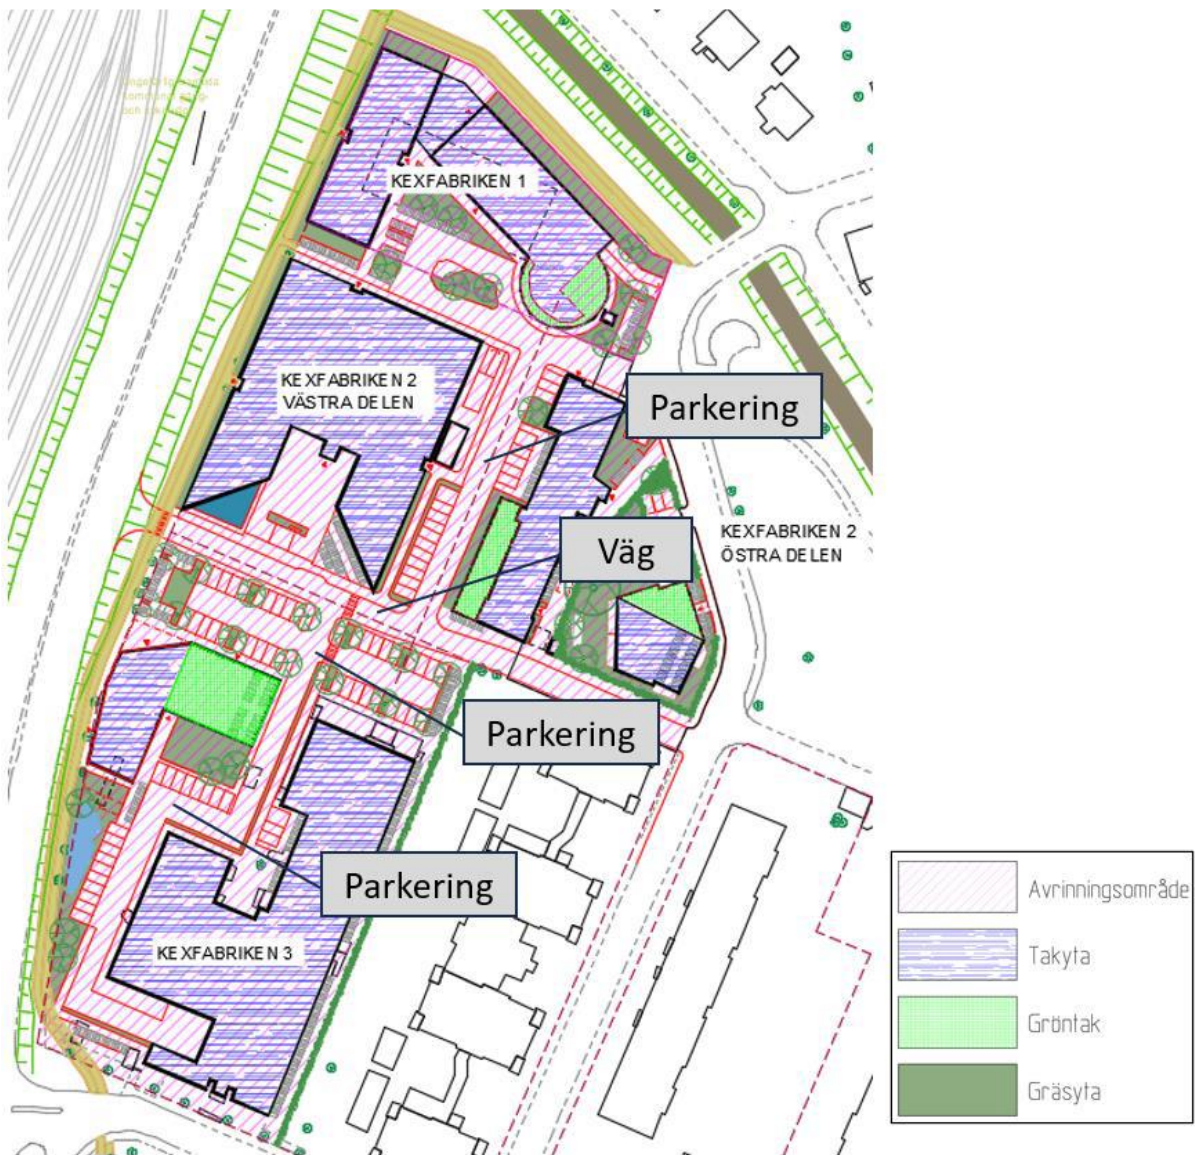 KEXFABRIKEN 1
KEXFABRIKEN 2
VÄSTRA DELEN
Parkering
Väg
KEXFABRIKEN 2
ÖSTRA DELEN
Parkering
Parkering
KEXFABRIKEN 3
Avrinningsområde
Takyta
Gröntak
Gräsyta